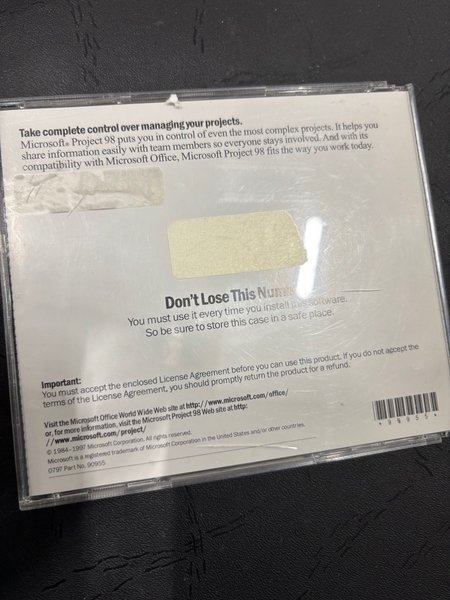 Take complete control over managing your projects.
Microsoft® Project 98 puts you in control of even the most complex projects. It helps you
share information easily with team members so everyone stays involved. And with its
compatibility with Microsoft Office, Microsoft Project 98 fits the way you work today.
Don't Lose This Num
You must use it every time you install this software.
So be sure to store this case in a safe place.
Important:
You must accept the enclosed License Agreement before you can use this product. If you do not accept the
terms of the License Agreement, you should promptly return the product for a refund.
Visit the Microsoft Office World Wide Web site at http://www.microsoft.com/office/
or, for more information, visit the Microsoft Project 98 Web site at http:
//www.microsoft.com/project/
© 1984-1997 Microsoft Corporation. All rights reserved.
Microsoft is a registered trademark of Microsoft Corporation in the United States and/or other countries.
0797 Part No. 90955
*90955*